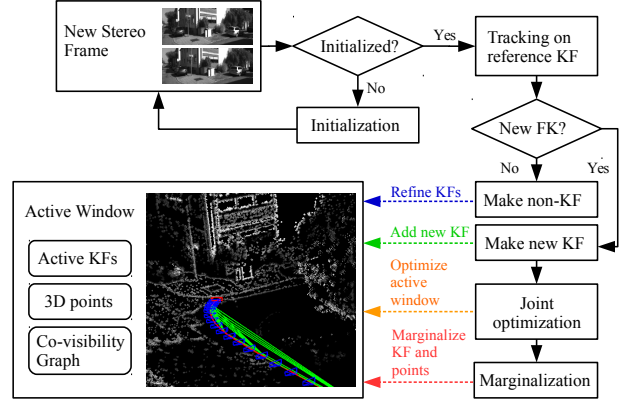 New Stereo
Frame
Initialized?
Yes
Tracking on
reference KF
No
Initialization
New FK?
No
Yes
Refine KFs
Make non-KF
Active Window
Add new KF
Make new KF
Active KFs
Optimize
active
window
3D points
Joint
optimization
Co-visibility
Graph
Marginalize
KF and
points
Marginalization